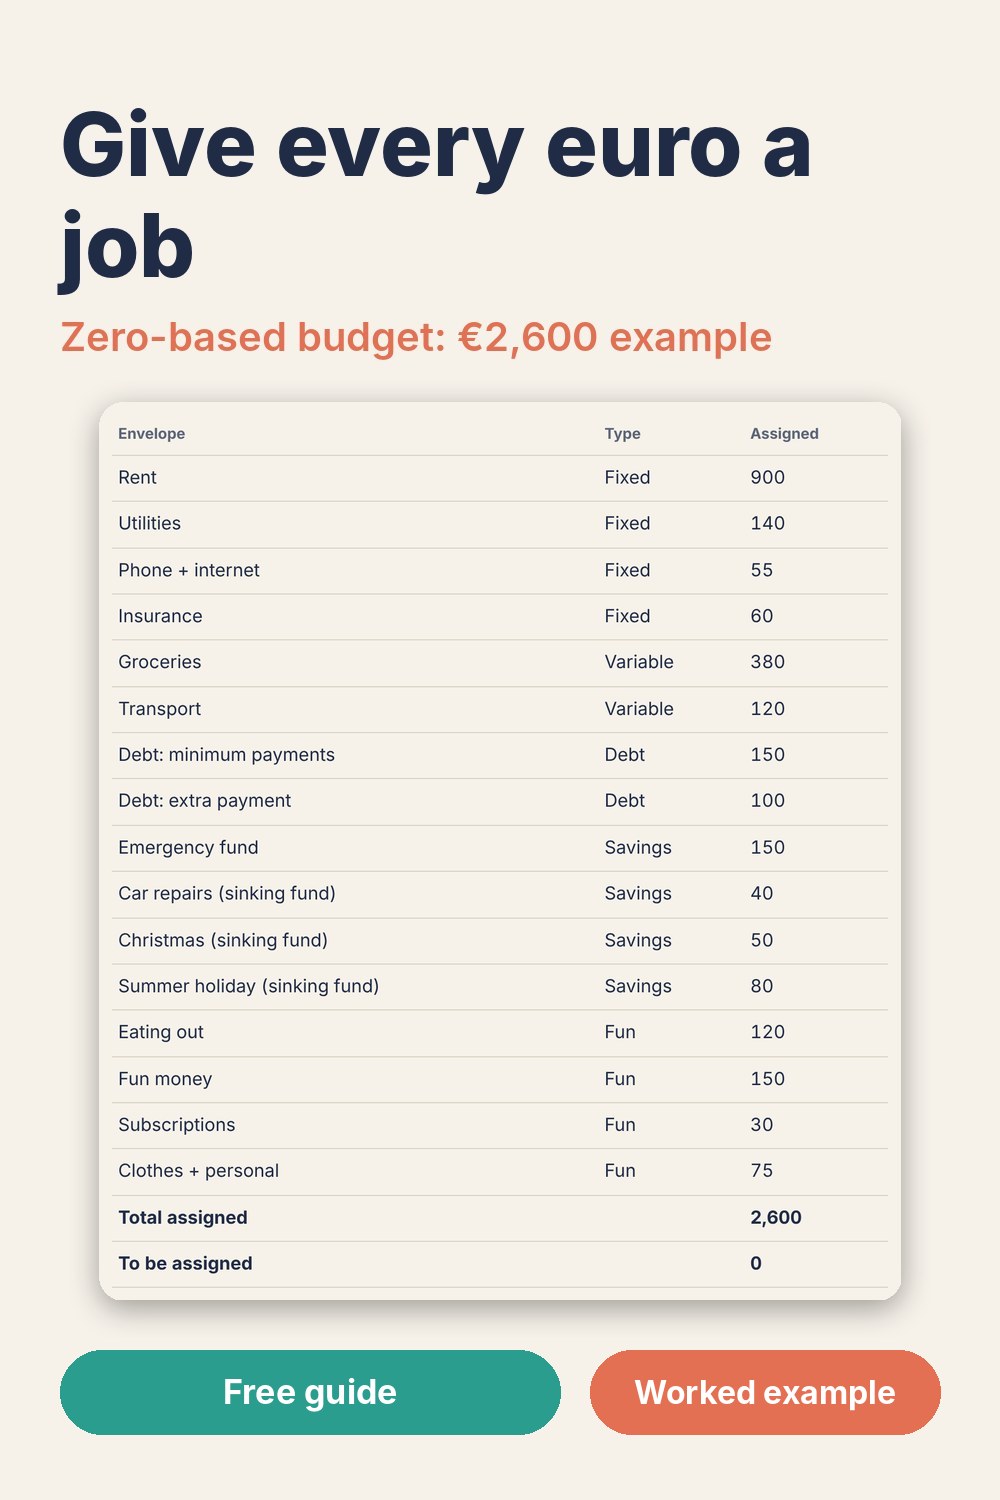 Give every euro a
job
Zero-based budget: €2,600 example
Envelope Type Assigned
Rent Fixed 900
Utilities Fixed 140
Phone + internet Fixed 55
Insurance Fixed 60
Groceries Variable 380
Transport Variable 120
Debt: minimum payments Debt 150
Debt: extra payment Debt 100
Emergency fund Savings 150
Car repairs (sinking fund) Savings 40
Christmas (sinking fund) Savings 50
Summer holiday (sinking fund) Savings 80
Eating out Fun 120
Fun money Fun 150
Subscriptions Fun 30
Clothes + personal Fun 75
Total assigned 2,600
To be assigned 0
Free guide Worked example